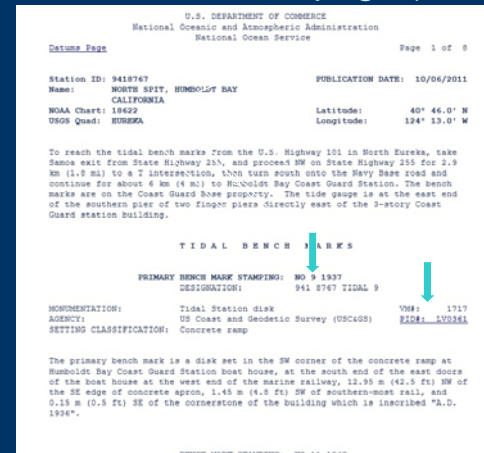 U.S. DEPARTMENT OF COMMERCE
National Oceanic and Atmospheric Administration
National Ocean Service
Datums Page Page 1 of 8
Station ID: 9418767 PUBLICATION DATE: 10/06/2011
Name: NORTH SPIT, HUMBOLDT BAY
CALIFORNIA
NOAA Chart: 18622 Latitude: 40° 46.0' N
USGS Quad: EUREKA Longitude: 124° 13.0' W
To reach the tidal bench marks from the U.S. Highway 101 in North Eureka, take
Samoa exit from State Highway 255, and proceed NW on State Highway 255 for 2.9
km (1.8 mi) to a T intersection, then turn south onto the Navy Base road and
continue for about 6 km (4 mi) to Humboldt Bay Coast Guard Station. The bench
marks are on the Coast Guard Base property. The tide gauge is at the east end
of the southern pier of two finger piers directly east of the 3-story Coast
Guard station building.
TIDAL BENCH MARKS
PRIMARY BENCH MARK STAMPING: NO 9 1937
DESIGNATION: 941 8767 TIDAL 9
MONUMENTATION: Tidal Station disk VM#: 1717
AGENCY: US Coast and Geodetic Survey (USC&GS) PID#: LV0361
SETTING CLASSIFICATION: Concrete ramp
The primary bench mark is a disk set in the SW corner of the concrete ramp at
Humboldt Bay Coast Guard Station boat house, at the south end of the east doors
of the boat house at the west end of the marine railway, 12.95 m (42.5 ft) NW of
the SE edge of concrete apron, 1.45 m (4.8 ft) SW of southern-most rail, and
0.15 m (0.5 ft) SE of the cornerstone of the building which is inscribed "A.D.
1936".